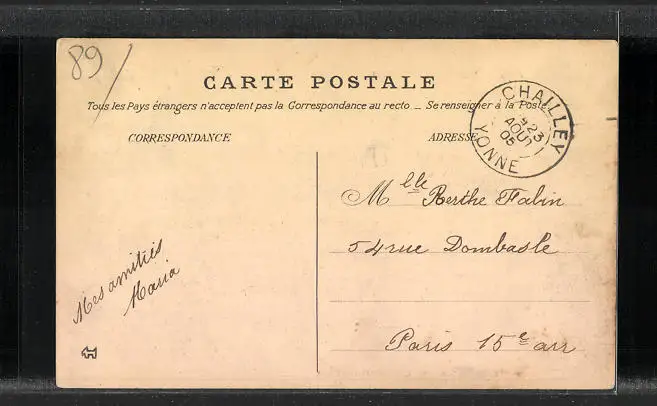 89/
CARTE POSTALE
Tous les Pays étrangers n'acceptent pas la Correspondance au recto _ Se renseigner à la Poste
CORRESPONDANCE
ADRESSE
CHAILLEY
23
AOUT
05
YONNE
Mlle Berthe Fabin
54 rue Dombasle
Paris 15e arr
Mes amitiés
Maria